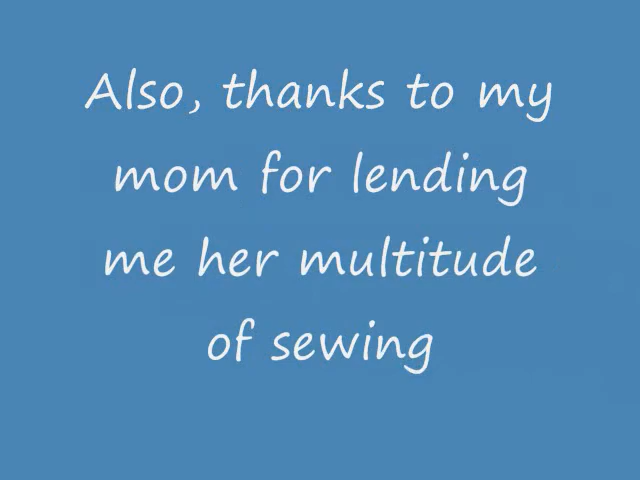 Also, thanks to my
mom for lending
me her multitude
of sewing